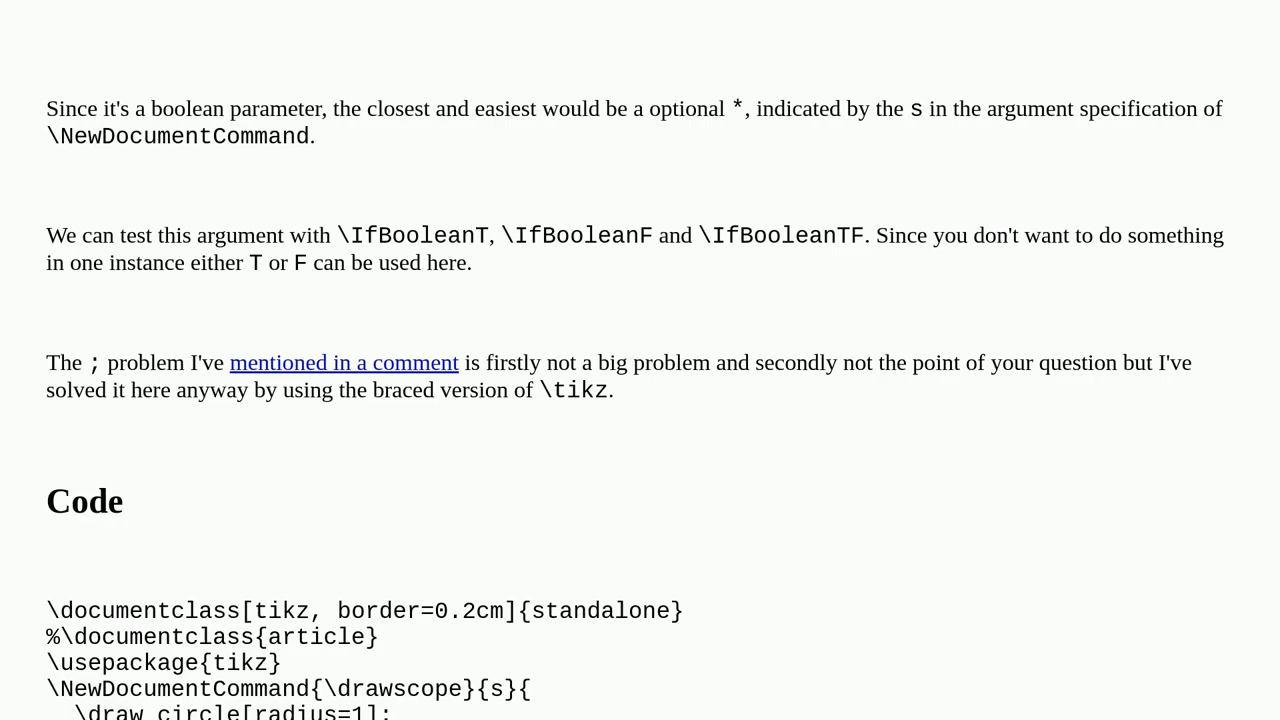 Since it's a boolean parameter, the closest and easiest would be a optional *, indicated by the s in the argument specification of
\NewDocumentCommand.
We can test this argument with \IfBooleanT, \IfBooleanF and \IfBooleanTF. Since you don't want to do something
in one instance either T or F can be used here.
The ; problem I've mentioned in a comment is firstly not a big problem and secondly not the point of your question but I've
solved it here anyway by using the braced version of \tikz.
Code
\documentclass[tikz, border=0.2cm]{standalone}
%\documentclass{article}
\usepackage{tikz}
\NewDocumentCommand{\drawscope}{s}{
  \draw circle[radius=1];